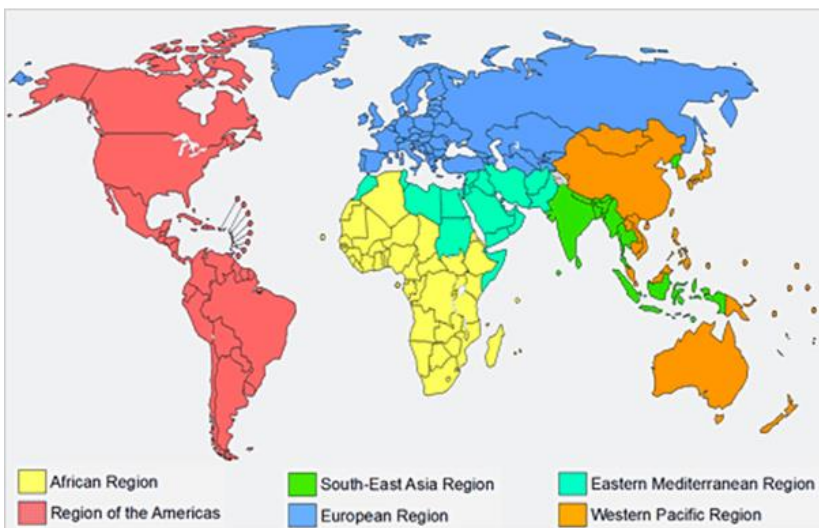 African Region
South-East Asia Region
Eastern Mediterranean Region
Region of the Americas
European Region
Western Pacific Region